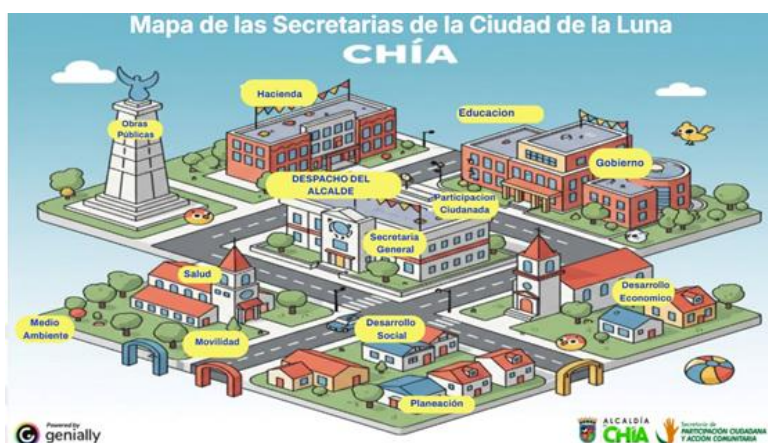 Mapa de las Secretarias de la Ciudad de la Luna
CHÍA
Hacienda
Educacion
Obras
Públicas
Gobierno
DESPACHO DEL
ALCALDE
Participacion
Ciudanada
Secretaria
General
Salud
Desarrollo
Economico
Medio
Ambiente
Movilidad
Desarrollo
Social
Planeación
Powered by
genially
ALCALDÍA
CHÍA
Secretaría de
PARTICIPACIÓN CIUDADANA
Y ACCIÓN COMUNITARIA